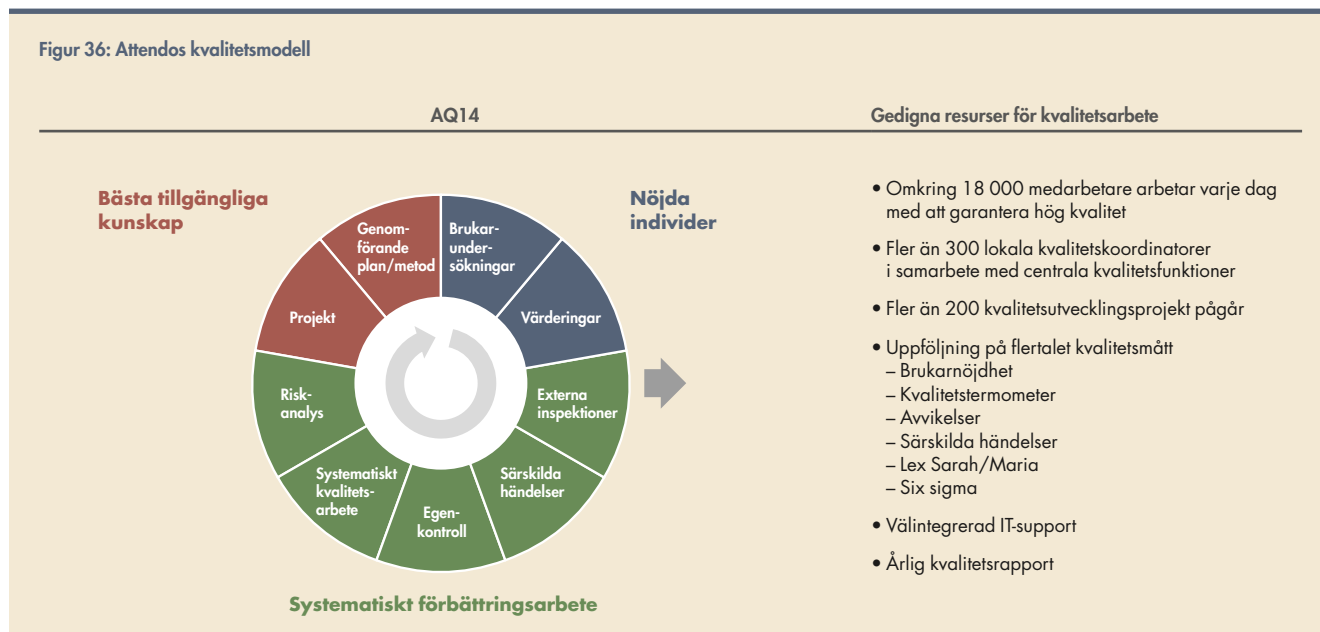 Figur 36: Attendos kvalitetsmodell
AQ14
Bästa tillgängliga
kunskap
Nöjda
individer
Genom-
förande
plan/metod
Brukar-
under-
sökningar
Projekt
Värderingar
Risk-
analys
Externa
inspektioner
Systematiskt
kvalitets-
arbete
Särskilda
händelser
Egen-
kontroll
Systematiskt förbättringsarbete
Gedigna resurser för kvalitetsarbete
• Omkring 18 000 medarbetare arbetar varje dag
med att garantera hög kvalitet
• Fler än 300 lokala kvalitetskoordinatorer
i samarbete med centrala kvalitetsfunktioner
• Fler än 200 kvalitetsutvecklingsprojekt pågår
• Uppföljning på flertalet kvalitetsmått
– Brukarnöjdhet
– Kvalitetstermometer
– Avvikelser
– Särskilda händelser
– Lex Sarah/Maria
– Six sigma
• Välintegrerad IT-support
• Årlig kvalitetsrapport